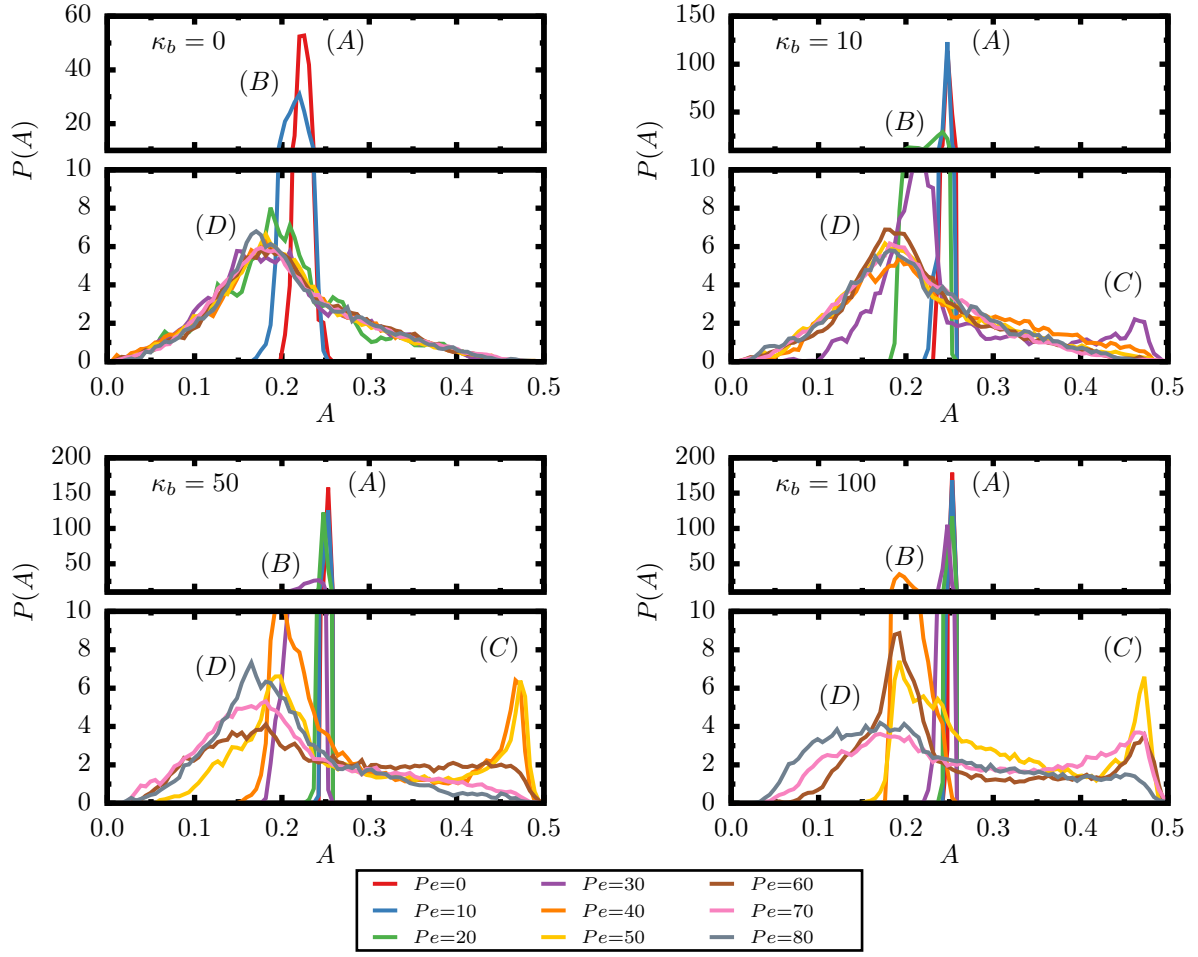 κ_b = 0
(A)
(B)
60
40
20
P(A)
(D)
10
8
6
4
2
0
0.0 0.1 0.2 0.3 0.4 0.5
A
κ_b = 10
(A)
(B)
150
100
50
P(A)
(D)
(C)
10
8
6
4
2
0
0.0 0.1 0.2 0.3 0.4 0.5
A
κ_b = 50
(A)
(B)
200
150
100
50
P(A)
(D)
(C)
10
8
6
4
2
0
0.0 0.1 0.2 0.3 0.4 0.5
A
κ_b = 100
(A)
(B)
200
150
100
50
P(A)
(D)
(C)
10
8
6
4
2
0
0.0 0.1 0.2 0.3 0.4 0.5
A
Pe=0 Pe=30 Pe=60
Pe=10 Pe=40 Pe=70
Pe=20 Pe=50 Pe=80